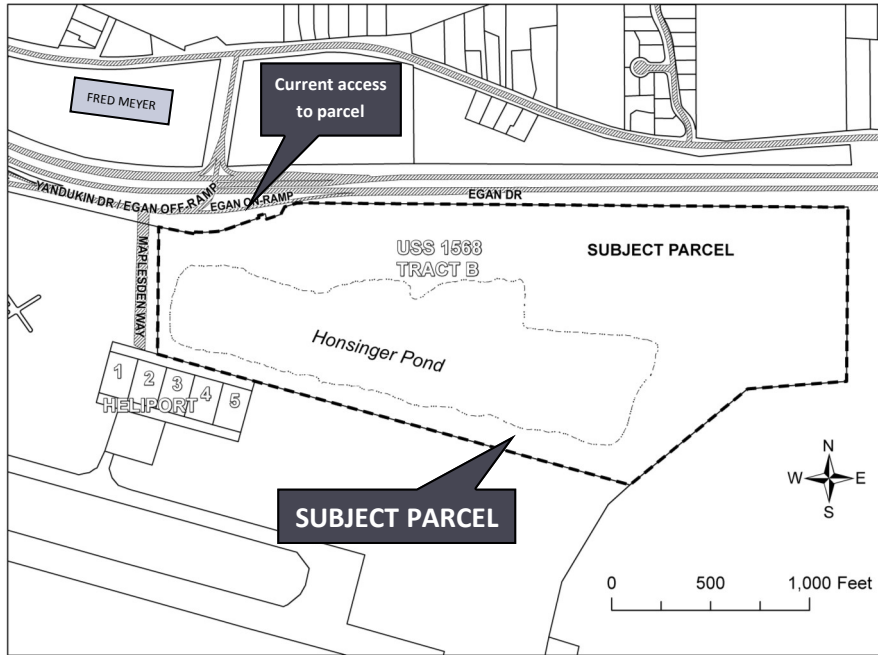 FRED MEYER
Current access
to parcel
YANDUKIN DR / EGAN OFF-RAMP
EGAN ON-RAMP
EGAN DR
MAPLESDEN WAY
USS 1568
TRACT B
SUBJECT PARCEL
Honsinger Pond
1
2
3
4
5
HELIPORT
SUBJECT PARCEL
N
W
E
S
0
500
1,000 Feet